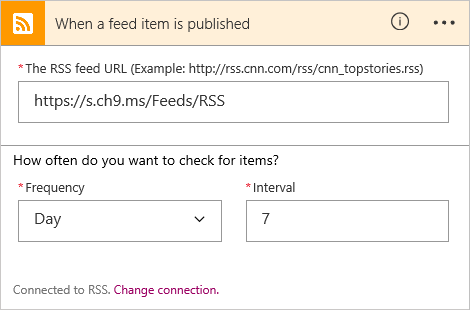 When a feed item is published
* The RSS feed URL (Example: http://rss.cnn.com/rss/cnn_topstories.rss)
https://s.ch9.ms/Feeds/RSS
How often do you want to check for items?
* Frequency * Interval
Day 7
Connected to RSS. Change connection.